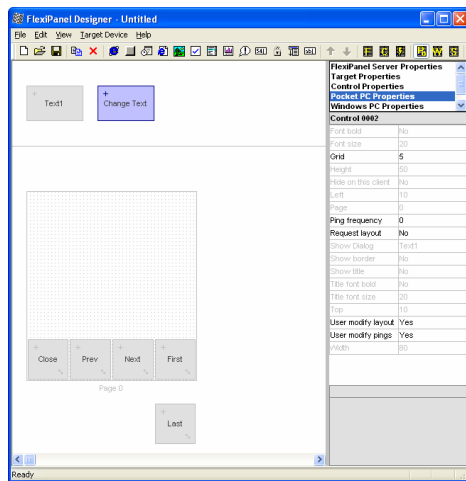 FlexiPanel Designer - Untitled
File Edit View Target Device Help
FlexiPanel Server Properties
Target Properties
Control Properties
Pocket PC Properties
Windows PC Properties
Control 0002
Font bold No
Font size 20
Grid 5
Height 50
Hide on this client No
Left 10
Page 0
Ping frequency 0
Request layout No
Show Dialog Text1
Show border No
Show title No
Title font bold No
Title font size 20
Top 10
User modify layout Yes
User modify pings Yes
Width 80
Text1
Change Text
Close Prev Next First
Page 0
Last
Ready